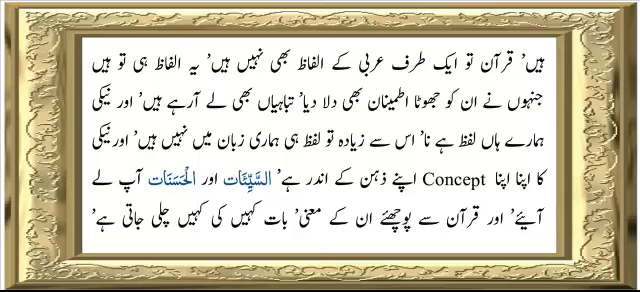 ہیں’ قرآن تو ایک طرف عربی کے الفاظ بھی نہیں ہیں’ یہ الفاظ ہی تو ہیں
جنہوں نے ان کو جھوٹا اطمینان بھی دلا دیا’ تباہیاں بھی لے آرہے ہیں’ اور نیکی
ہمارے ہاں لفظ ہے نا’ اس سے زیادہ تو لفظ ہی ہماری زبان میں نہیں ہیں’ اورنیکی
کا اپنا اپنا Concept اپنے ذہن کے اندر ہے’ السَّيِّئَات اور الْحَسَنَات آپ لے
آیئے’ اور قرآن سے پوچھئے ان کے معنی’ بات کہیں کی کہیں چلی جاتی ہے’